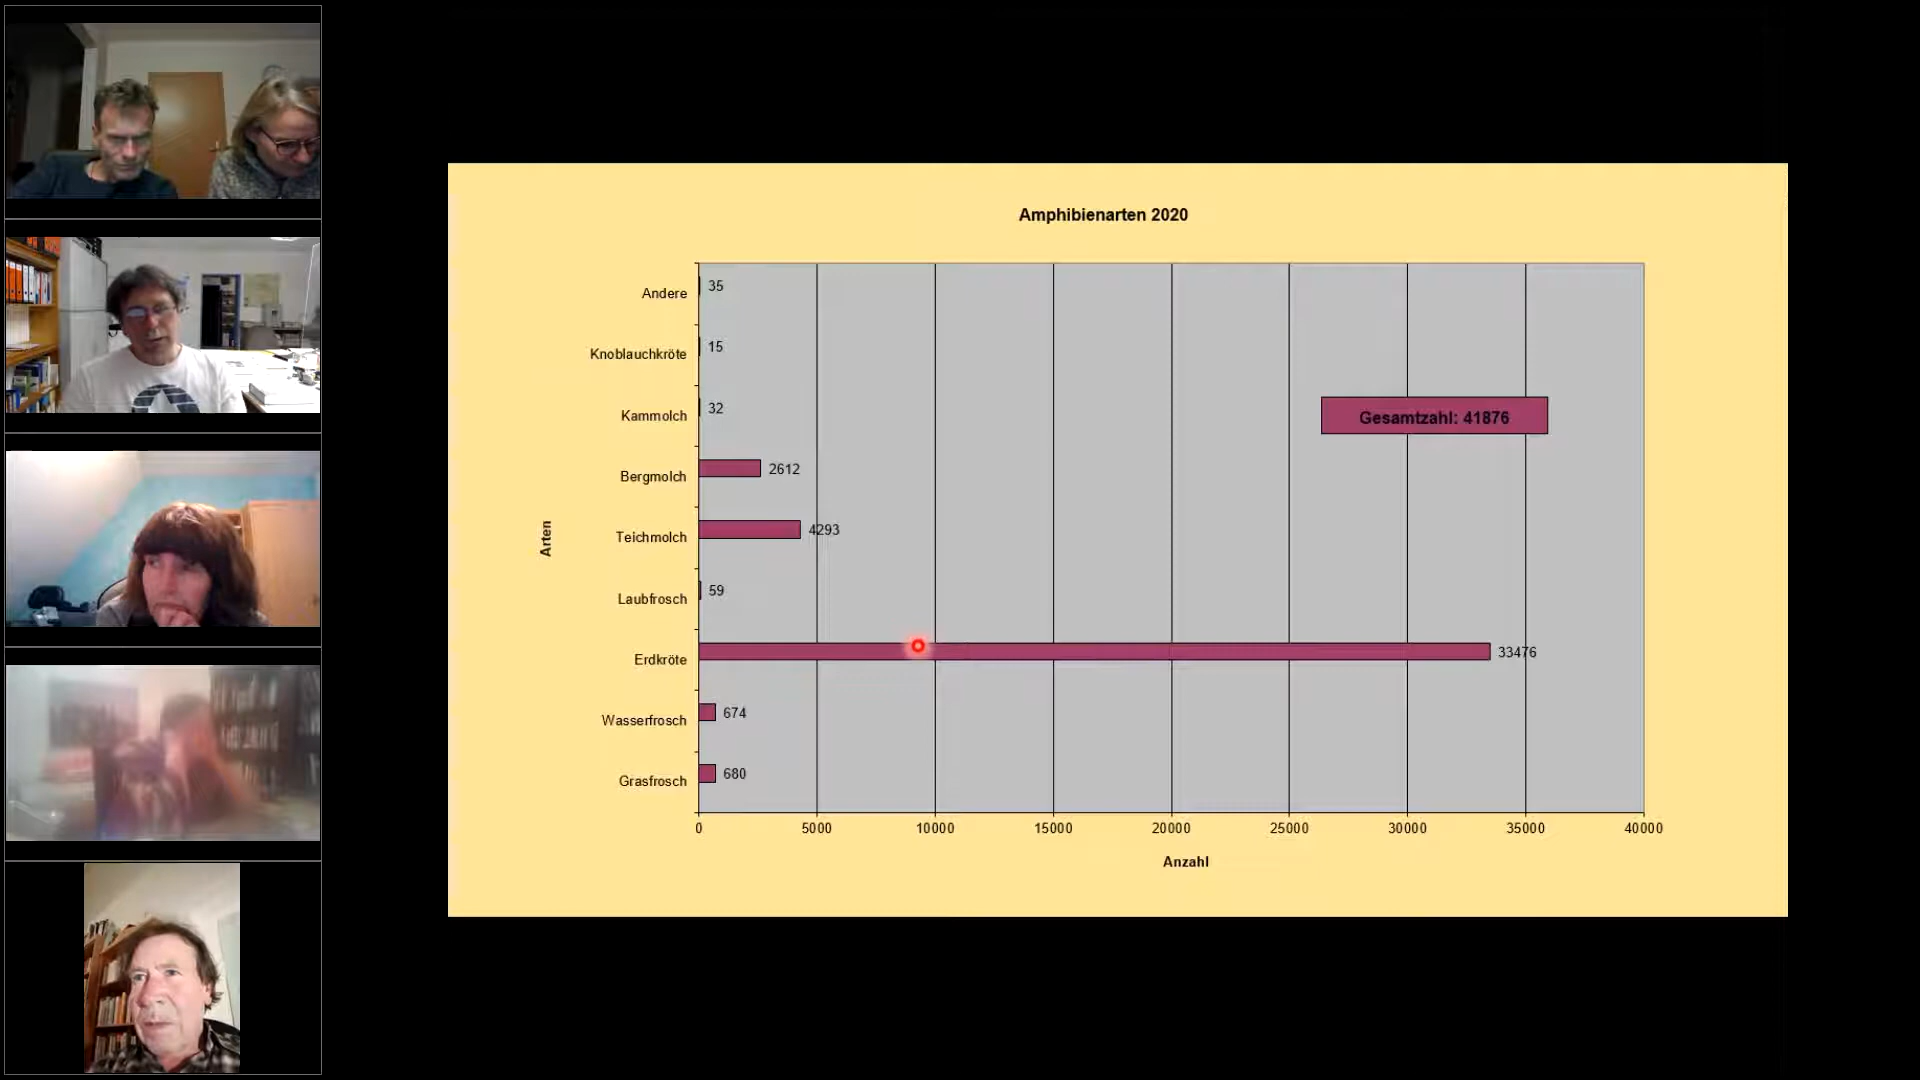 Amphibienarten 2020
Andere 35
Knoblauchkröte 15
Kammolch 32
Gesamtzahl: 41876
Bergmolch 2612
Teichmolch 4293
Arten
Laubfrosch 59
Erdkröte 33476
Wasserfrosch 674
Grasfrosch 680
0 5000 10000 15000 20000 25000 30000 35000 40000
Anzahl